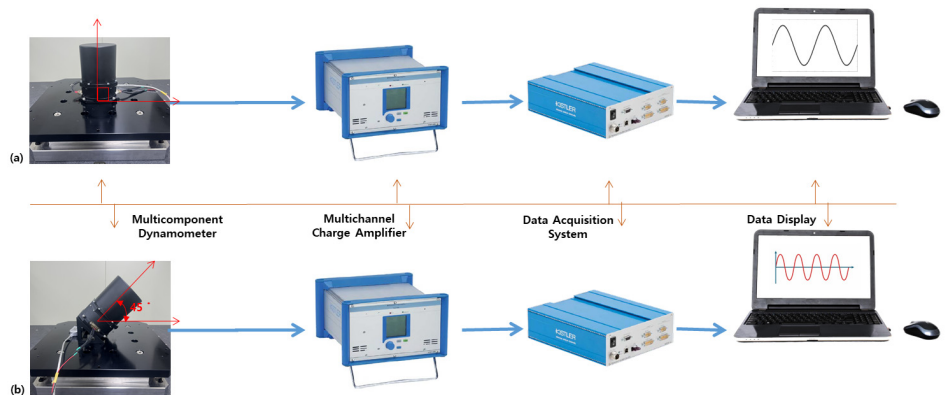 (a)
KISTLER
Multicomponent
Dynamometer
Multichannel
Charge Amplifier
Data Acquisition
System
Data Display
45°
KISTLER
(b)